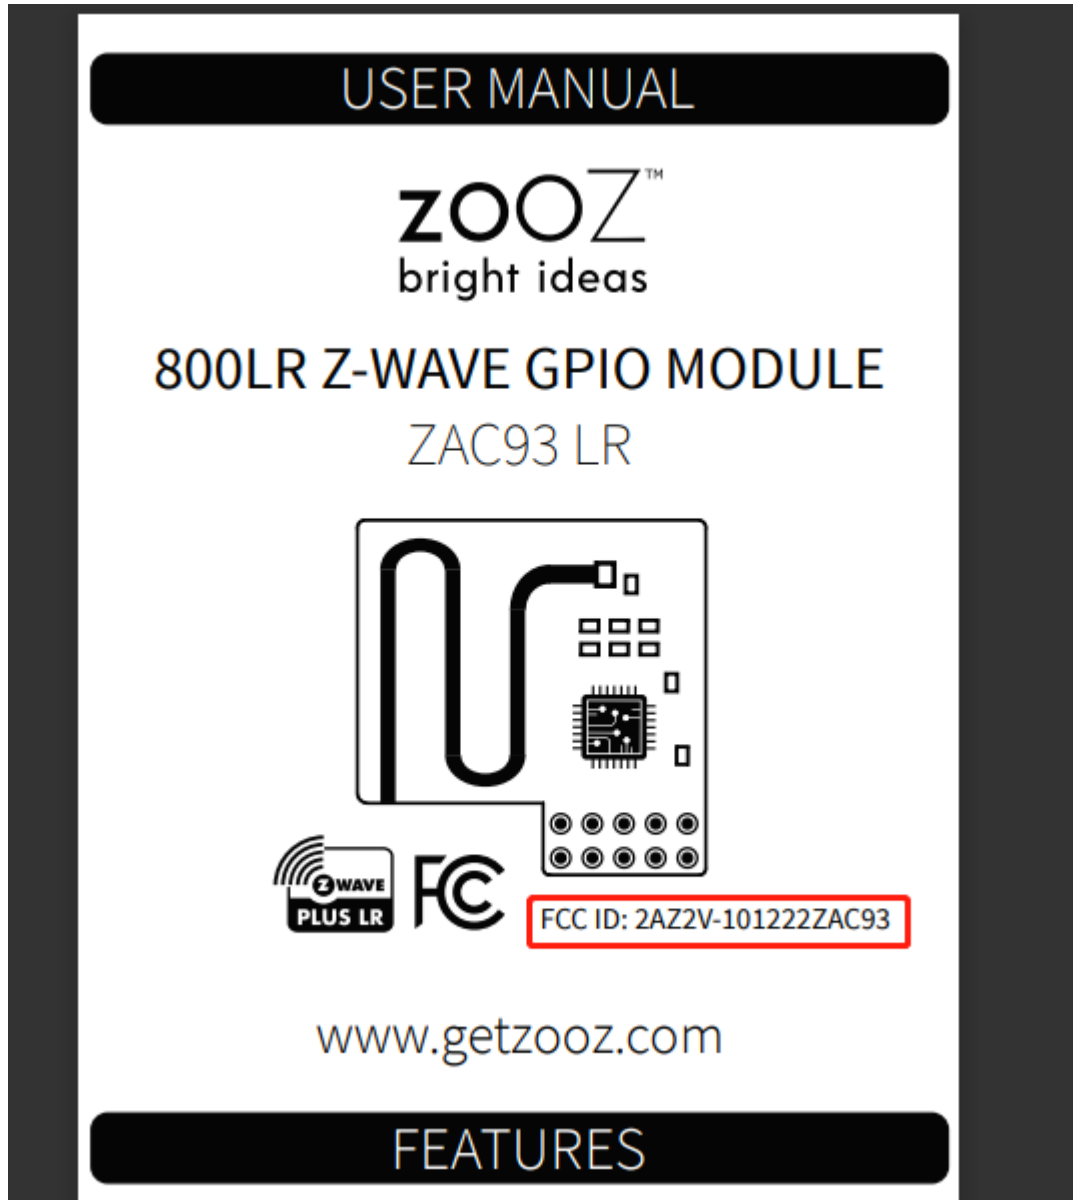 USER MANUAL
zooZ™
bright ideas
800LR Z-WAVE GPIO MODULE
ZAC93 LR
Z WAVE
PLUS LR
FC
FCC ID: 2AZ2V-101222ZAC93
www.getzooz.com
FEATURES